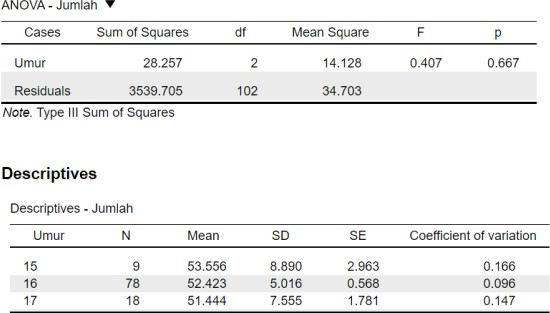 ANOVA - Jumlah ▼
Cases Sum of Squares df Mean Square F p
Umur 28.257 2 14.128 0.407 0.667
Residuals 3539.705 102 34.703
Note. Type III Sum of Squares
Descriptives
Descriptives - Jumlah
Umur N Mean SD SE Coefficient of variation
15 9 53.556 8.890 2.963 0.166
16 78 52.423 5.016 0.568 0.096
17 18 51.444 7.555 1.781 0.147